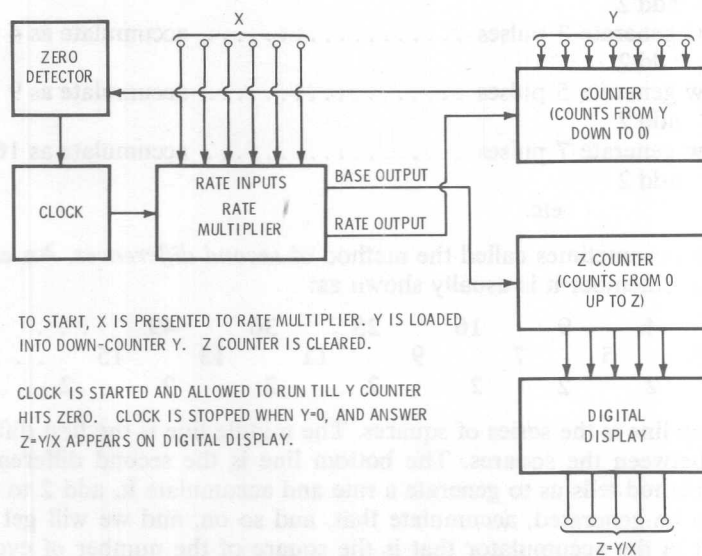 X
Y
ZERO
DETECTOR
COUNTER
(COUNTS FROM Y
DOWN TO 0)
CLOCK
RATE INPUTS
RATE
MULTIPLIER
BASE OUTPUT
RATE OUTPUT
Z COUNTER
(COUNTS FROM 0
UP TO Z)
TO START, X IS PRESENTED TO RATE MULTIPLIER. Y IS LOADED
INTO DOWN-COUNTER Y. Z COUNTER IS CLEARED.
CLOCK IS STARTED AND ALLOWED TO RUN TILL Y COUNTER
HITS ZERO. CLOCK IS STOPPED WHEN Y=0, AND ANSWER
Z=Y/X APPEARS ON DIGITAL DISPLAY.
DIGITAL
DISPLAY
Z=Y/X